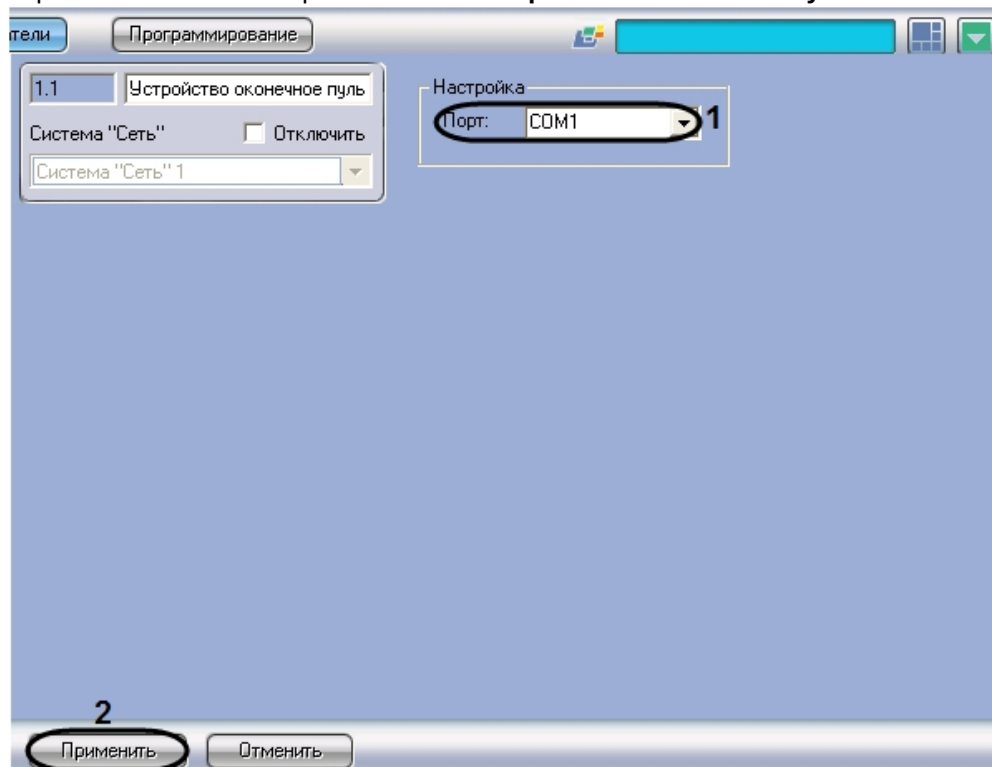 тели
Программирование
1.1
Устройство оконечное пуль
Система "Сеть"
Отключить
Система "Сеть" 1
Настройка
Порт:
COM1
1
2
Применить
Отменить